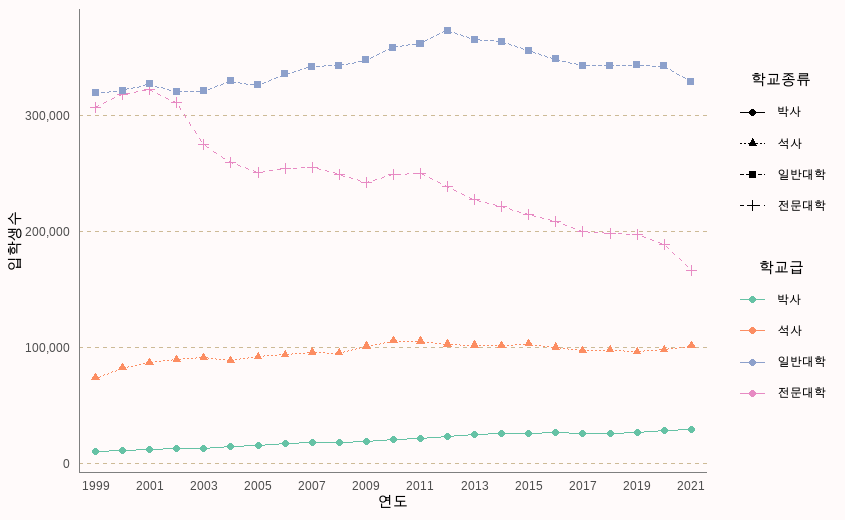 입학생수
300,000
200,000
100,000
0
1999 2001 2003 2005 2007 2009 2011 2013 2015 2017 2019 2021
연도
학교종류
박사
석사
일반대학
전문대학
학교급
박사
석사
일반대학
전문대학